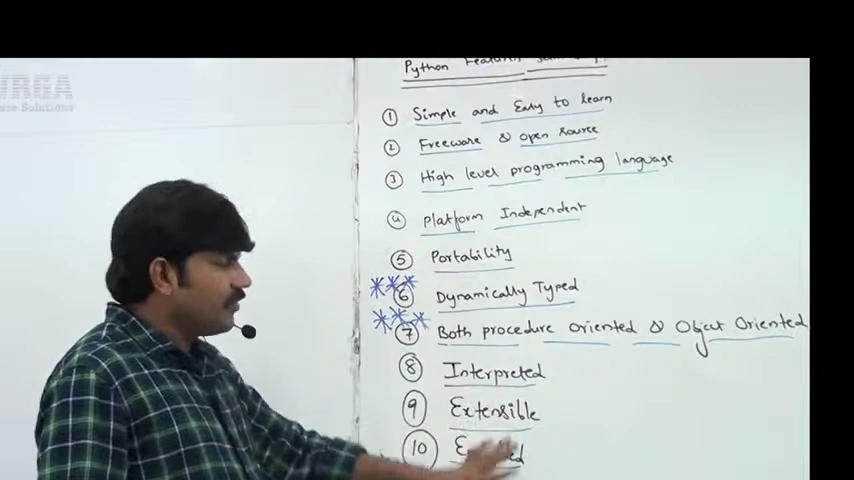 Python Features
① Simple and Easy to learn
② Freeware & open source
③ High level programming language
④ Platform Independent
⑤ Portability
*** ⑥ Dynamically Typed
*** ⑦ Both procedure oriented & Object Oriented
⑧ Interpreted
⑨ Extensible
⑩
Solutions